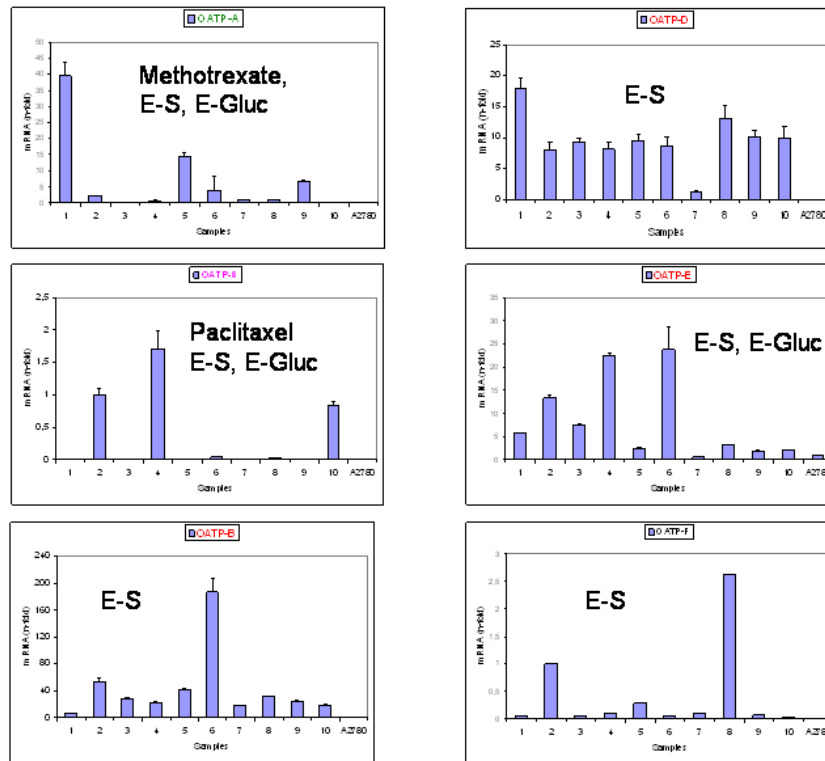 OATP-A
mRNA (n-fold)
50
45
40
35
30
25
20
15
10
5
0
Methotrexate,
E-S, E-Gluc
1 2 3 4 5 6 7 8 9 10 A2780
Samples
OATP-D
mRNA (n-fold)
25
20
15
10
5
0
E-S
1 2 3 4 5 6 7 8 9 10 A2780
Samples
OATP-8
mRNA (n-fold)
2,5
2
1,5
1
0,5
0
Paclitaxel
E-S, E-Gluc
1 2 3 4 5 6 7 8 9 10 A2780
Samples
OATP-E
mRNA (n-fold)
35
30
25
20
15
10
5
0
E-S, E-Gluc
1 2 3 4 5 6 7 8 9 10 A2780
Samples
OATP-B
mRNA (n-fold)
240
200
160
120
80
40
0
E-S
1 2 3 4 5 6 7 8 9 10 A2780
Samples
OATP-F
mRNA (n-fold)
3
2,5
2
1,5
1
0,5
0
E-S
1 2 3 4 5 6 7 8 9 10 A2780
Samples